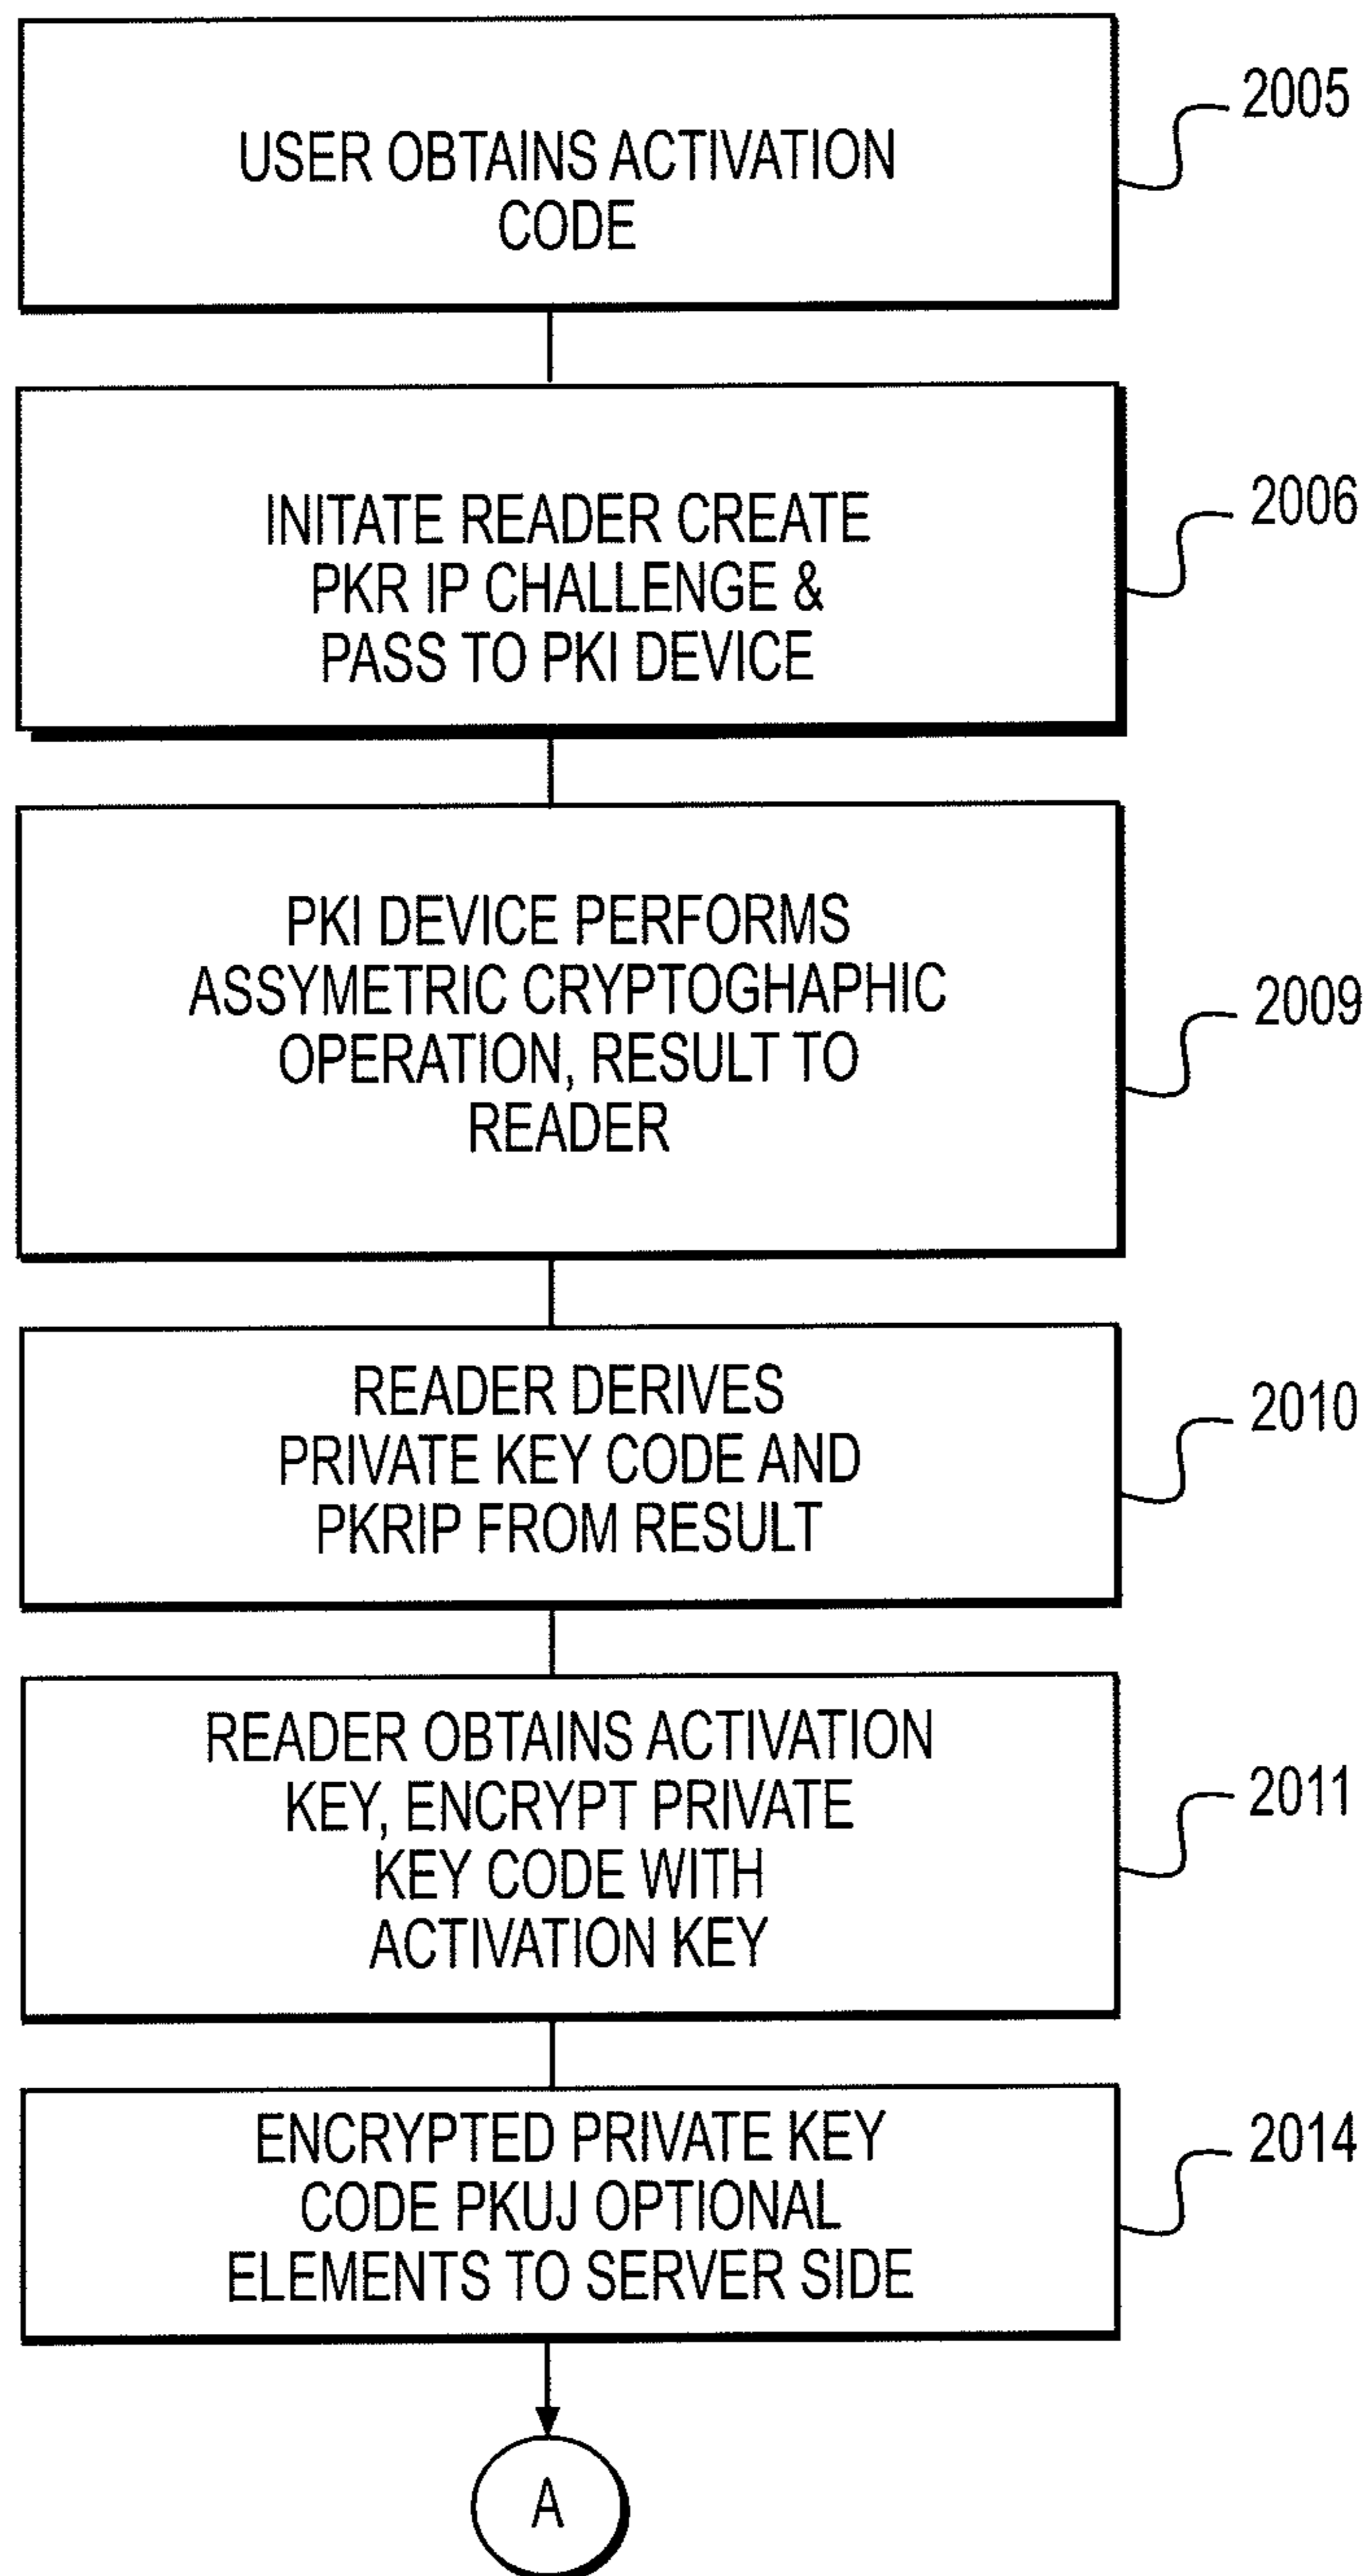 USER OBTAINS ACTIVATION
CODE
2005
INITATE READER CREATE
PKR IP CHALLENGE &
PASS TO PKI DEVICE
2006
PKI DEVICE PERFORMS
ASSYMETRIC CRYPTOGHAPHIC
OPERATION, RESULT TO
READER
2009
READER DERIVES
PRIVATE KEY CODE AND
PKRIP FROM RESULT
2010
READER OBTAINS ACTIVATION
KEY, ENCRYPT PRIVATE
KEY CODE WITH
ACTIVATION KEY
2011
ENCRYPTED PRIVATE KEY
CODE PKUJ OPTIONAL
ELEMENTS TO SERVER SIDE
2014
A